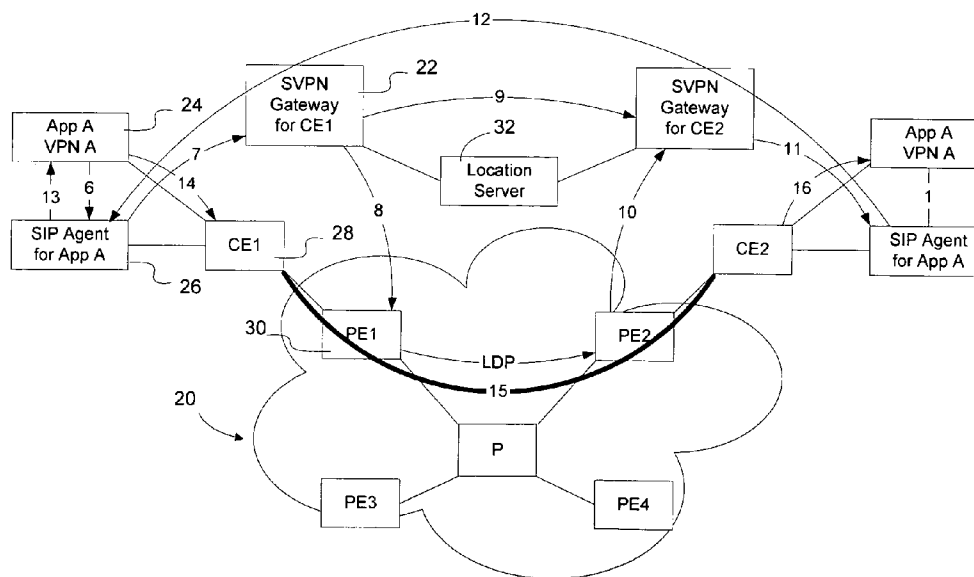 12
SVPN
Gateway
for CE1
22
9
SVPN
Gateway
for CE2
24
App A
VPN A
7
32
Location
Server
App A
VPN A
11
13
6
14
8
10
16
1
SIP Agent
for App A
CE1
28
CE2
SIP Agent
for App A
26
30
PE1
LDP
PE2
15
20
P
PE3
PE4